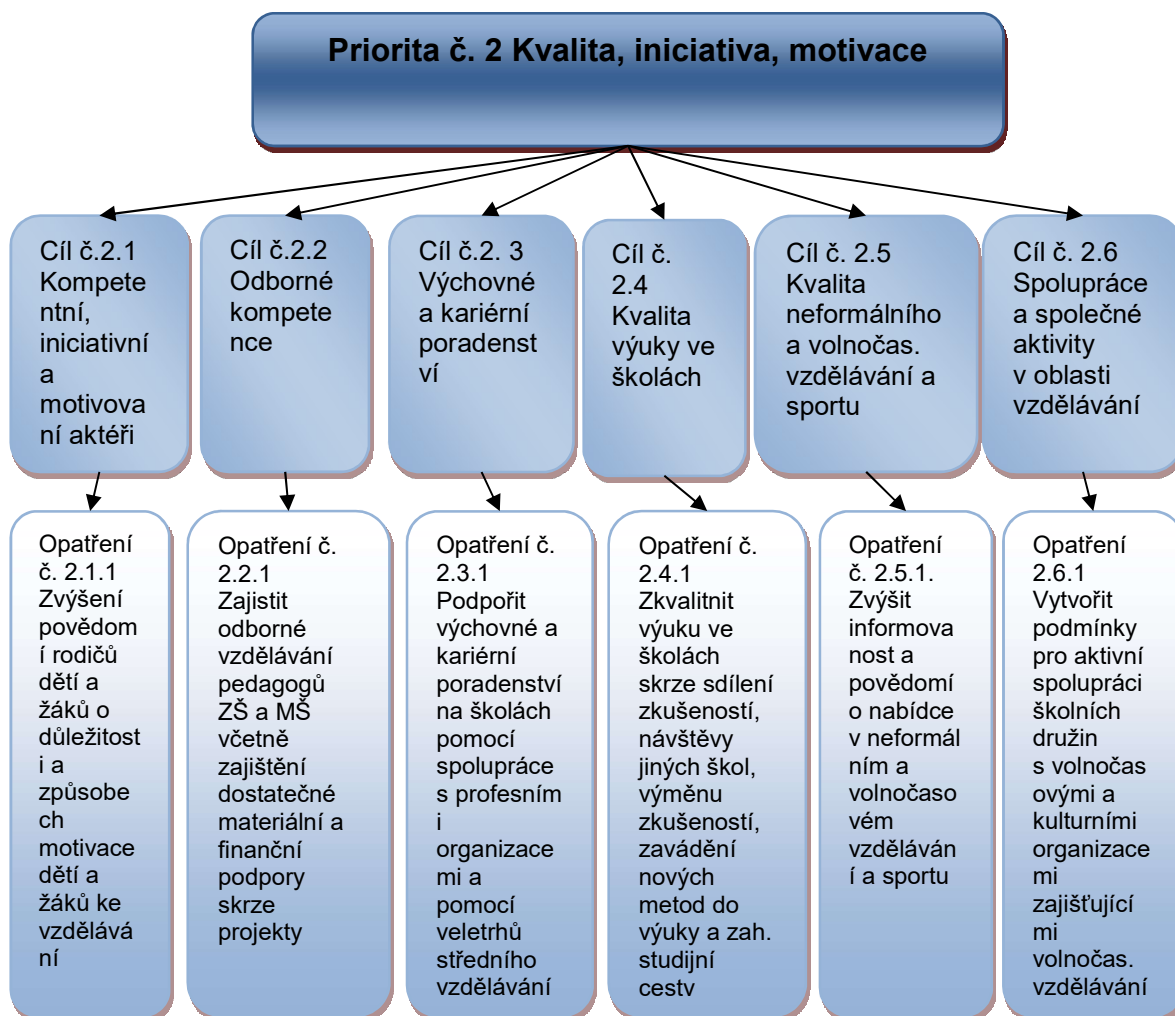 Priorita č. 2 Kvalita, iniciativa, motivace
Cíl č.2.1
Kompete
ntní,
iniciativní
a
motivova
ní aktéři
Cíl č.2.2
Odborné
kompete
nce
Cíl č.2. 3
Výchovné
a kariérní
poradenst
ví
Cíl č.
2.4
Kvalita
výuky ve
školách
Cíl č. 2.5
Kvalita
neformálního
a volnočas.
vzdělávání a
sportu
Cíl č. 2.6
Spolupráce
a společné
aktivity
v oblasti
vzdělávání
Opatření
č. 2.1.1
Zvýšení
povědom
í rodičů
dětí a
žáků o
důležitost
i a
způsobe
ch
motivace
dětí a
žáků ke
vzdělává
ní
Opatření č.
2.2.1
Zajistit
odborné
vzdělávání
pedagogů
ZŠ a MŠ
včetně
zajištění
dostatečné
materiální a
finanční
podpory
skrze
projekty
Opatření č.
2.3.1
Podpořit
výchovné a
kariérní
poradenství
na školách
pomocí
spolupráce
s profesním
i
organizace
mi a
pomocí
veletrhů
středního
vzdělávání
Opatření č.
2.4.1
Zkvalitnit
výuku ve
školách
skrze sdílení
zkušeností,
návštěvy
jiných škol,
výměnu
zkušeností,
zavádění
nových
metod do
výuky a zah.
studijní
cesty
Opatření
č. 2.5.1.
Zvýšit
informova
nost a
povědomí
o nabídce
v neformál
ním a
volnočaso
vém
vzděláván
í a sportu
Opatření
2.6.1
Vytvořit
podmínky
pro aktivní
spolupráci
školních
družin
s volnočas
ovými a
kulturními
organizace
mi
zajišťující
mi
volnočas.
vzdělávání